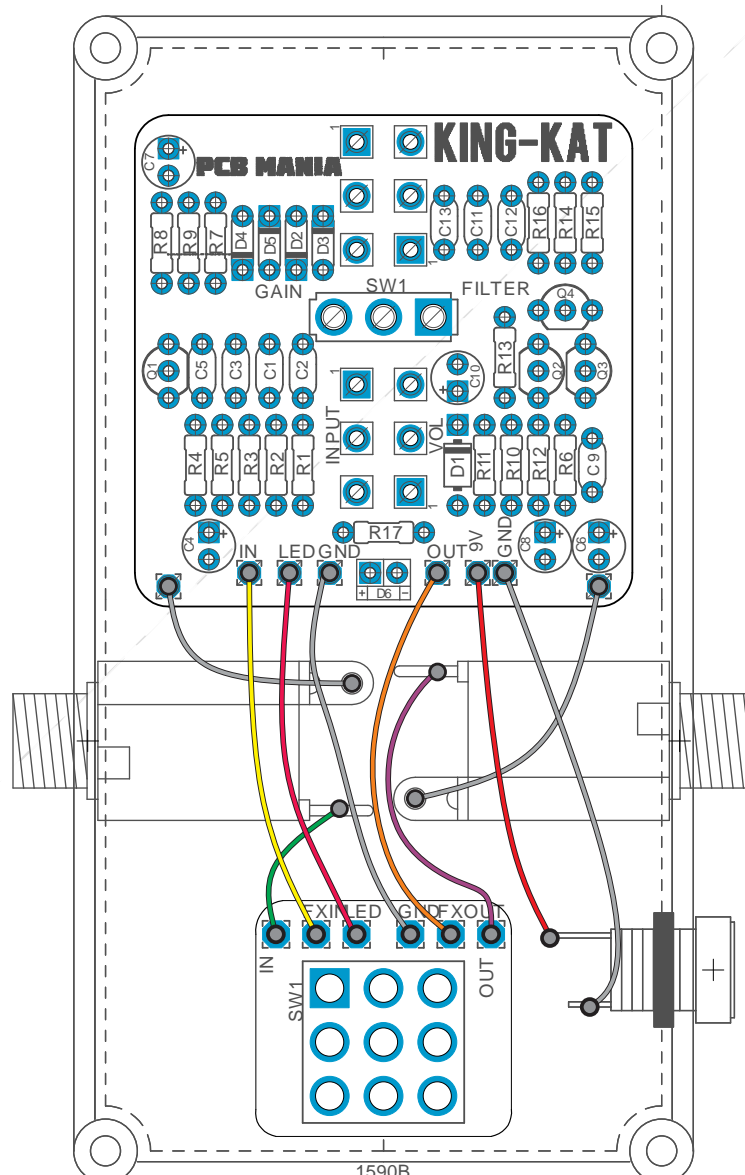 KING-KAT
PCB MANIA
C7 +
1
R8 R9 R7 D4 D5 D2 D3
C13 C11 C12 R16 R14 R15
1
GAIN SW1 FILTER
Q4
Q1 C5 C3 C1 C2
1
C10 + R13 Q2 Q3
R4 R5 R3 R2 R1
INPUT VOL
D1 R11 R10 R12 R6 C9
1
C4 + R17 C8 + C6 +
IN LED GND OUT 9V GND
+ D6 -
FXIN LED GND FXOUT
IN OUT
SW1
1590B